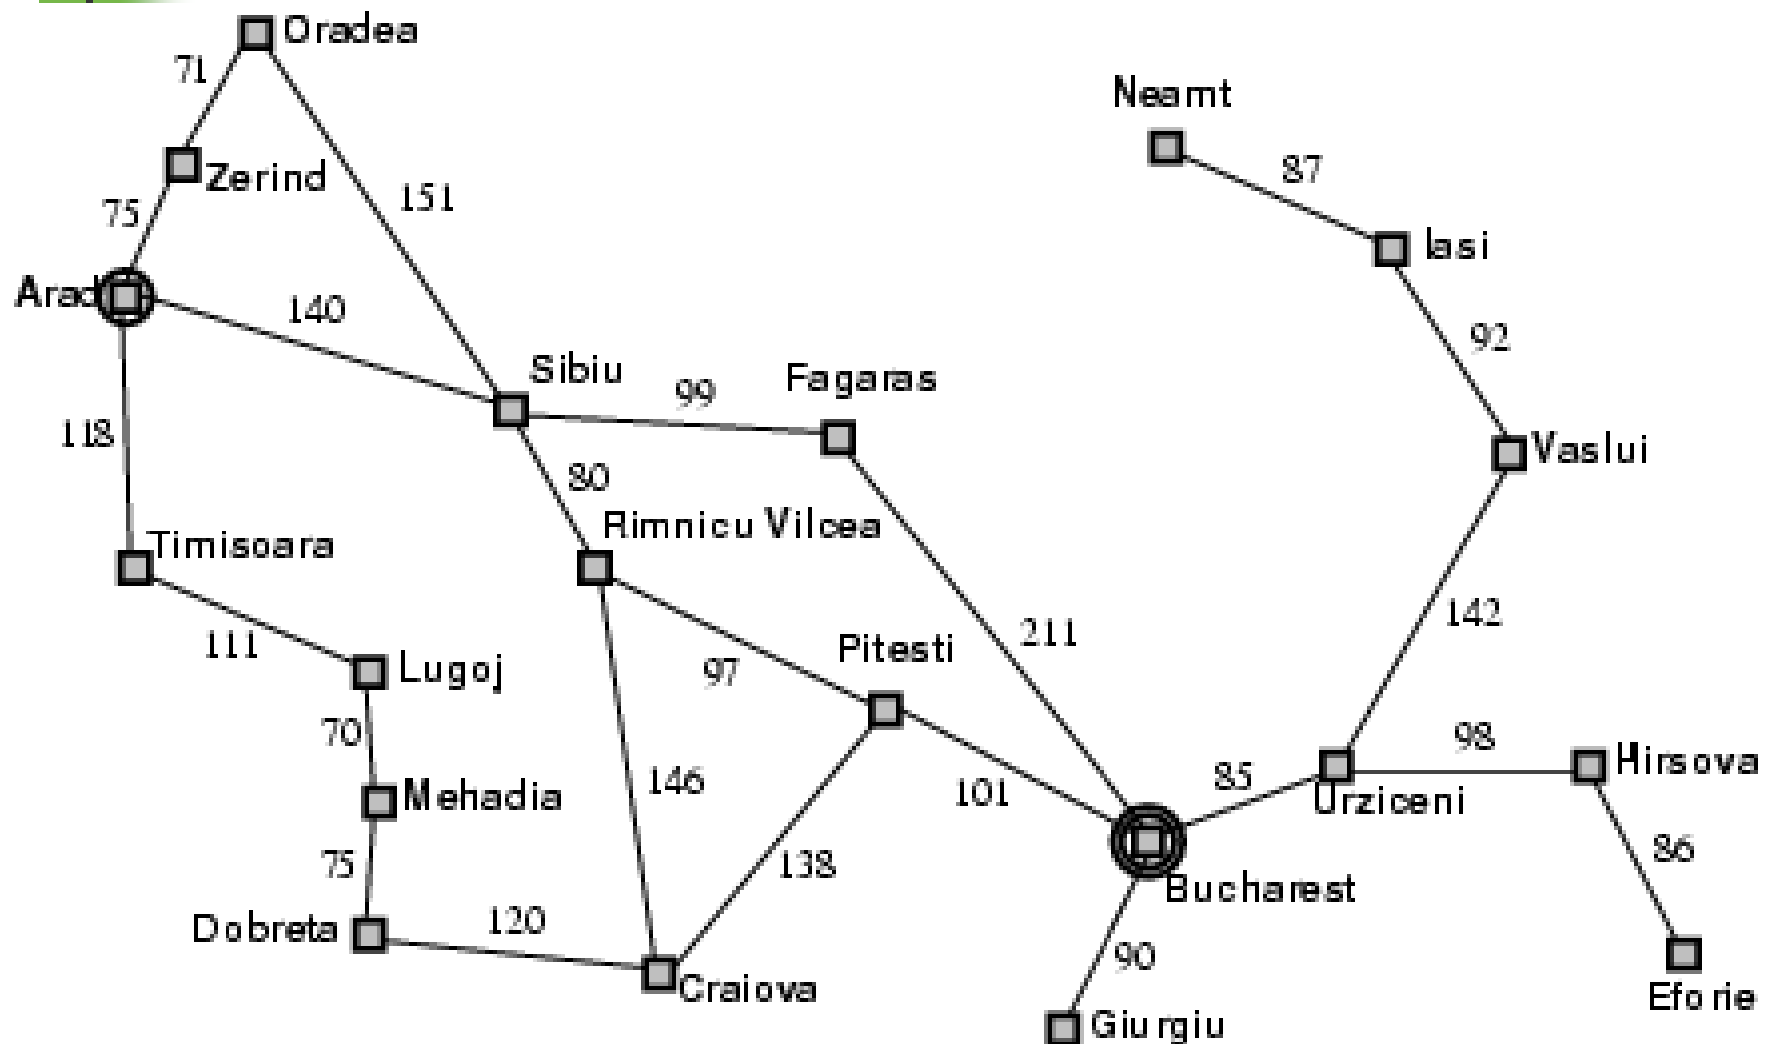 Oradea
71
Neamt
87
Zerind
151
75
Iasi
Arad
140
92
Sibiu
99
Fagaras
118
Vaslui
80
Rimnicu Vilcea
Timisoara
142
211
111
Lugoj
97
Pitesti
70
98
Hirsova
146
85
Mehadia
101
Urziceni
75
138
86
Bucharest
Dobreta
120
90
Craiova
Eforie
Giurgiu